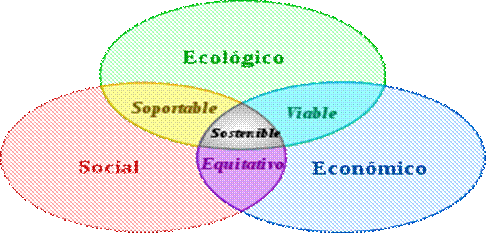 Ecológico
Soportable
Viable
Sostenible
Social
Equitativo
Económico